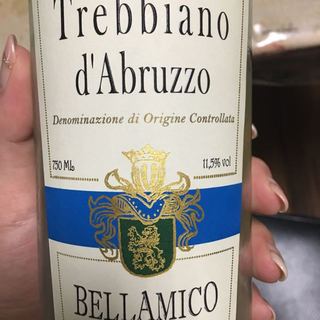 Trebbiano
d'Abruzzo
Denominazione di Origine Controllata
750 ML
11,5% vol
BELLAMICO